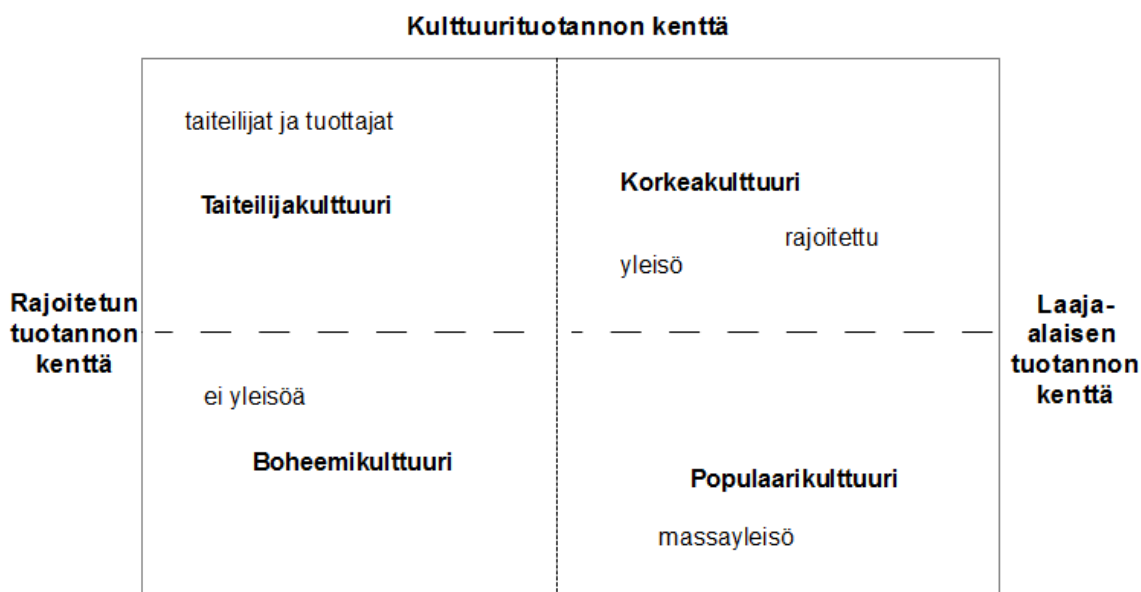 Kulttuurituotannon kenttä
taiteilijat ja tuottajat
Taiteilijakulttuuri
Korkeakulttuuri
rajoitettu
yleisö
Rajoitetun
tuotannon
kenttä
Laaja-
alaisen
tuotannon
kenttä
ei yleisöä
Boheemikulttuuri
Populaarikulttuuri
massayleisö